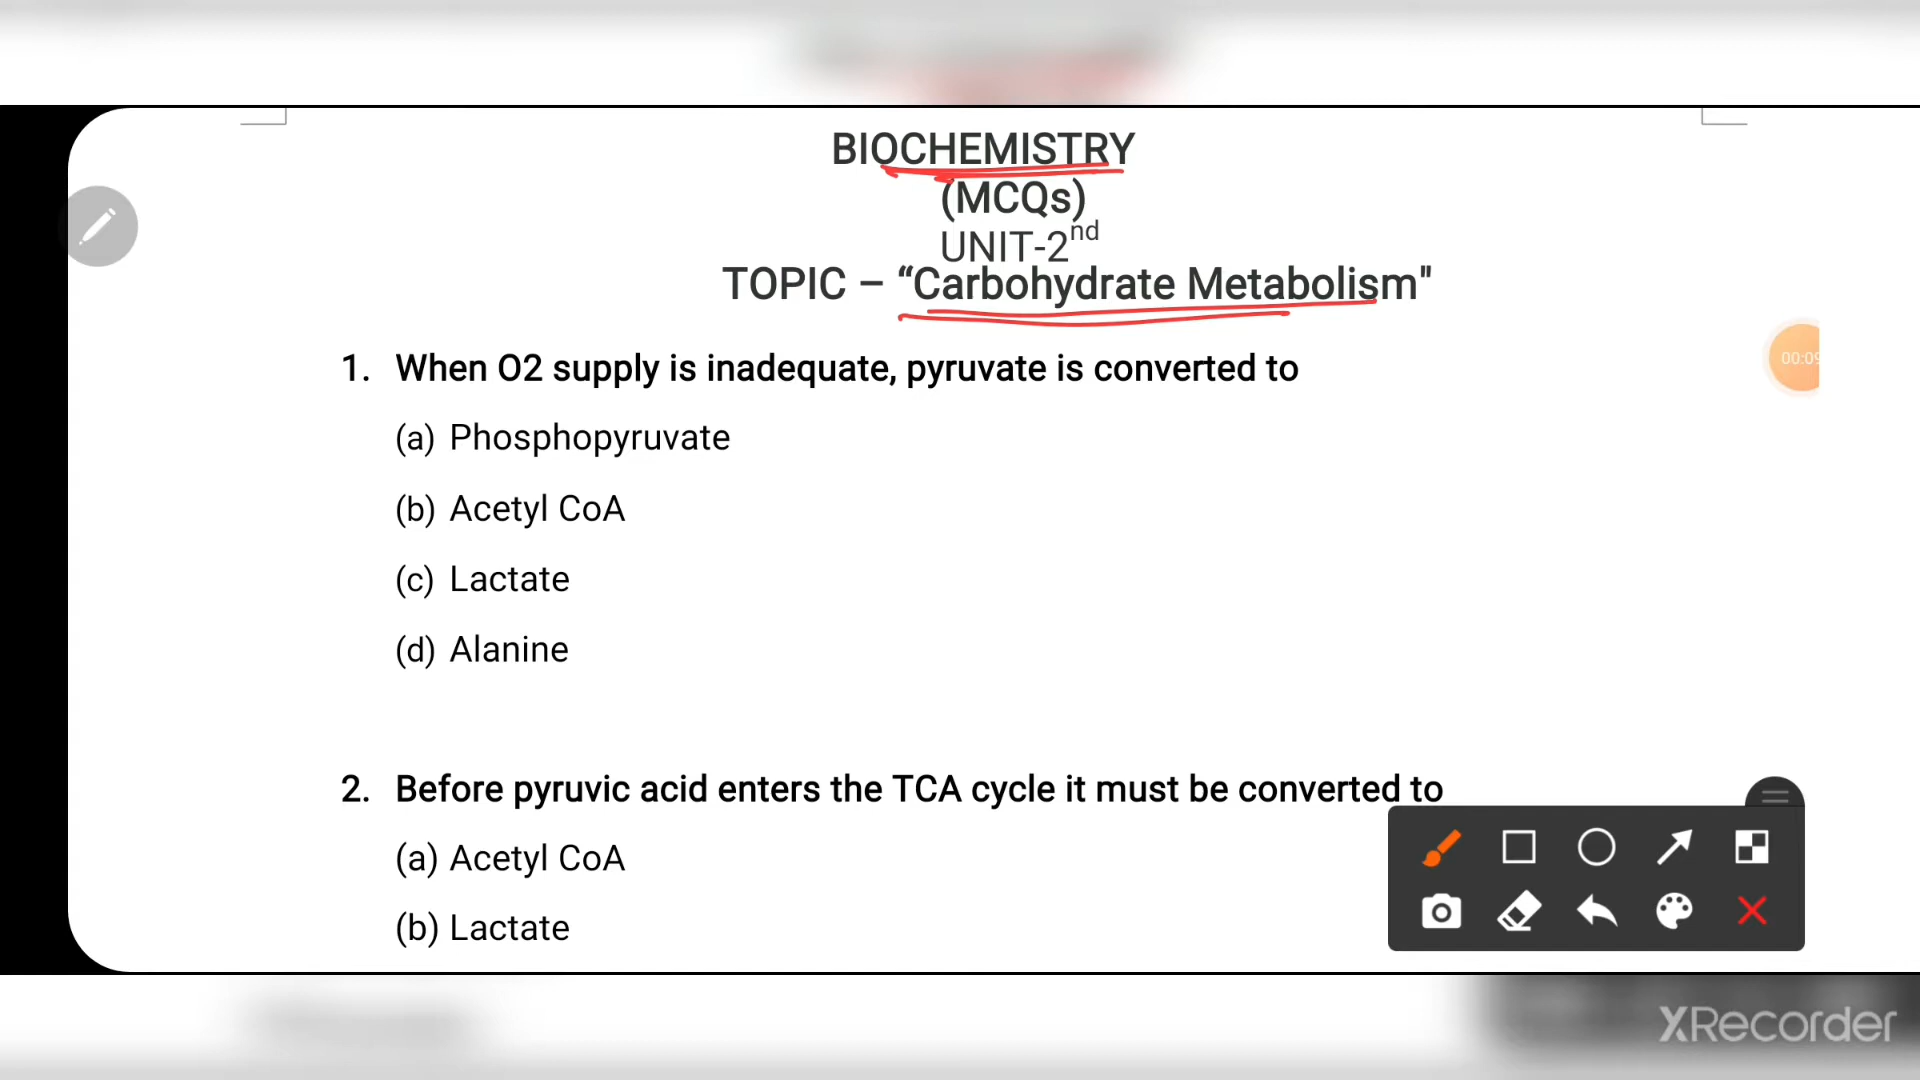 BIOCHEMISTRY
(MCQs)
UNIT-2nd
TOPIC – “Carbohydrate Metabolism"
1. When O2 supply is inadequate, pyruvate is converted to
(a) Phosphopyruvate
(b) Acetyl CoA
(c) Lactate
(d) Alanine
2. Before pyruvic acid enters the TCA cycle it must be converted to
(a) Acetyl CoA
(b) Lactate
00:09
XRecorder